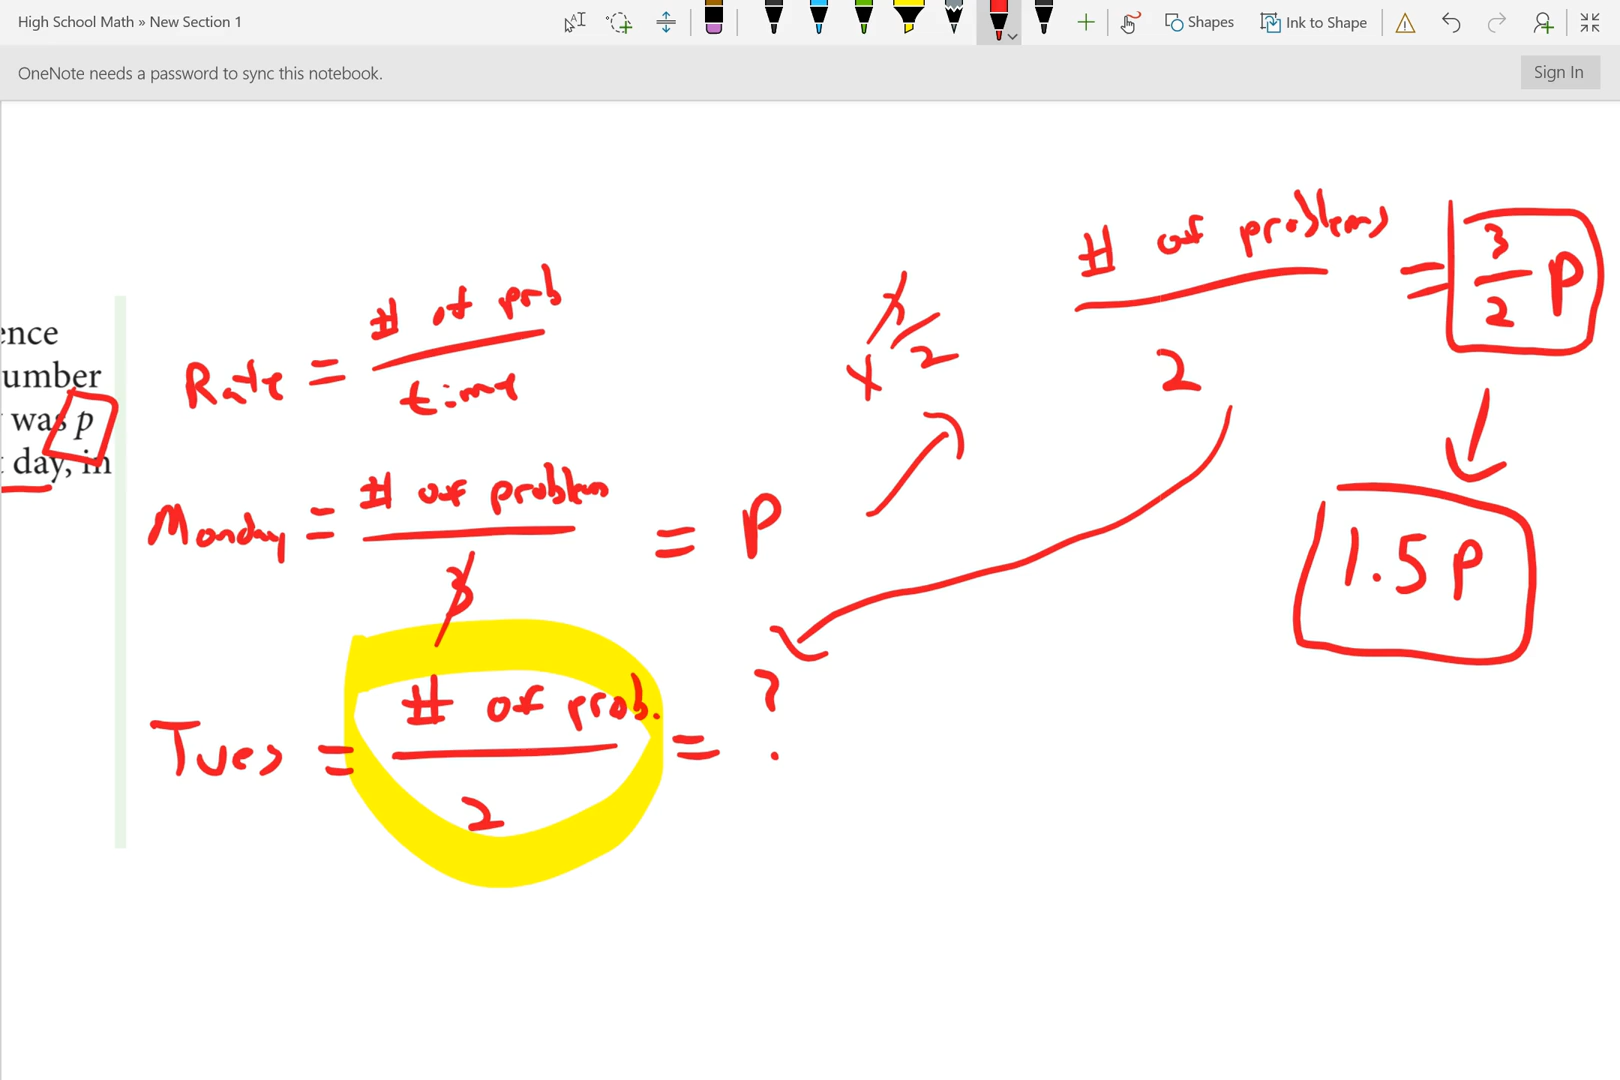 High School Math » New Section 1
Shapes
Ink to Shape
OneNote needs a password to sync this notebook.
Sign In
ence
umber
was p
day, in
Rate = # of prb / time
Monday = # of problem / 3 = P
Tues = # of prob. / 2 = ?
2
# of problems / 2 = 3/2 P
1.5 P